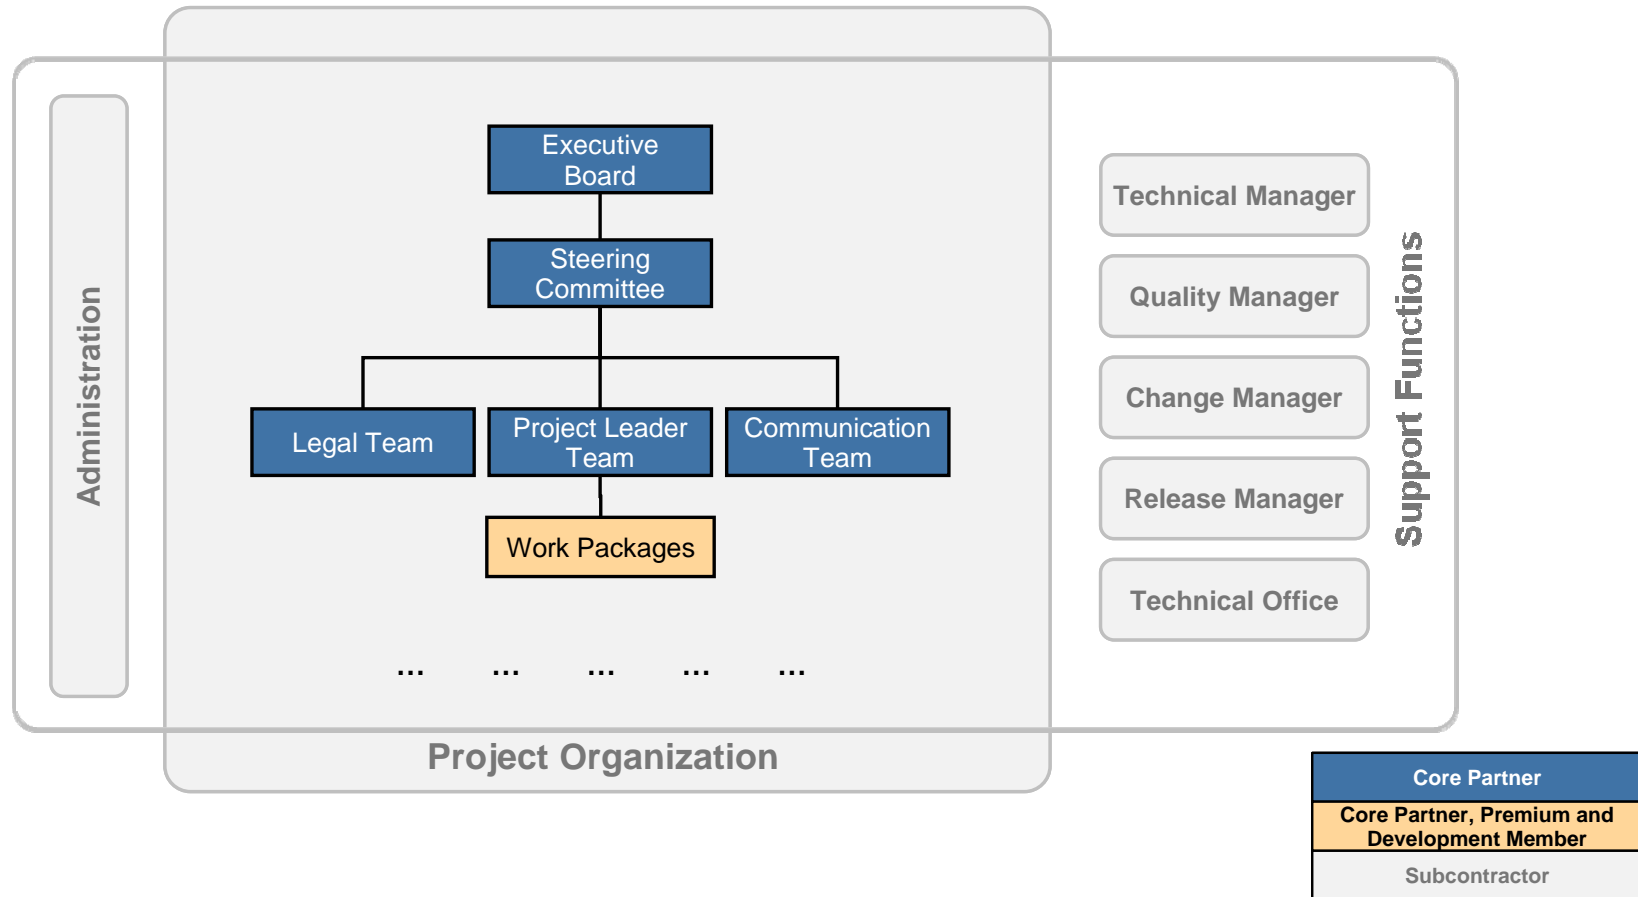 Executive
Board
Steering
Committee
Legal Team
Project Leader
Team
Communication
Team
Work Packages
... ... ... ... ...
Project Organization
Administration
Technical Manager
Quality Manager
Change Manager
Release Manager
Technical Office
Support Functions
Core Partner
Core Partner, Premium and
Development Member
Subcontractor